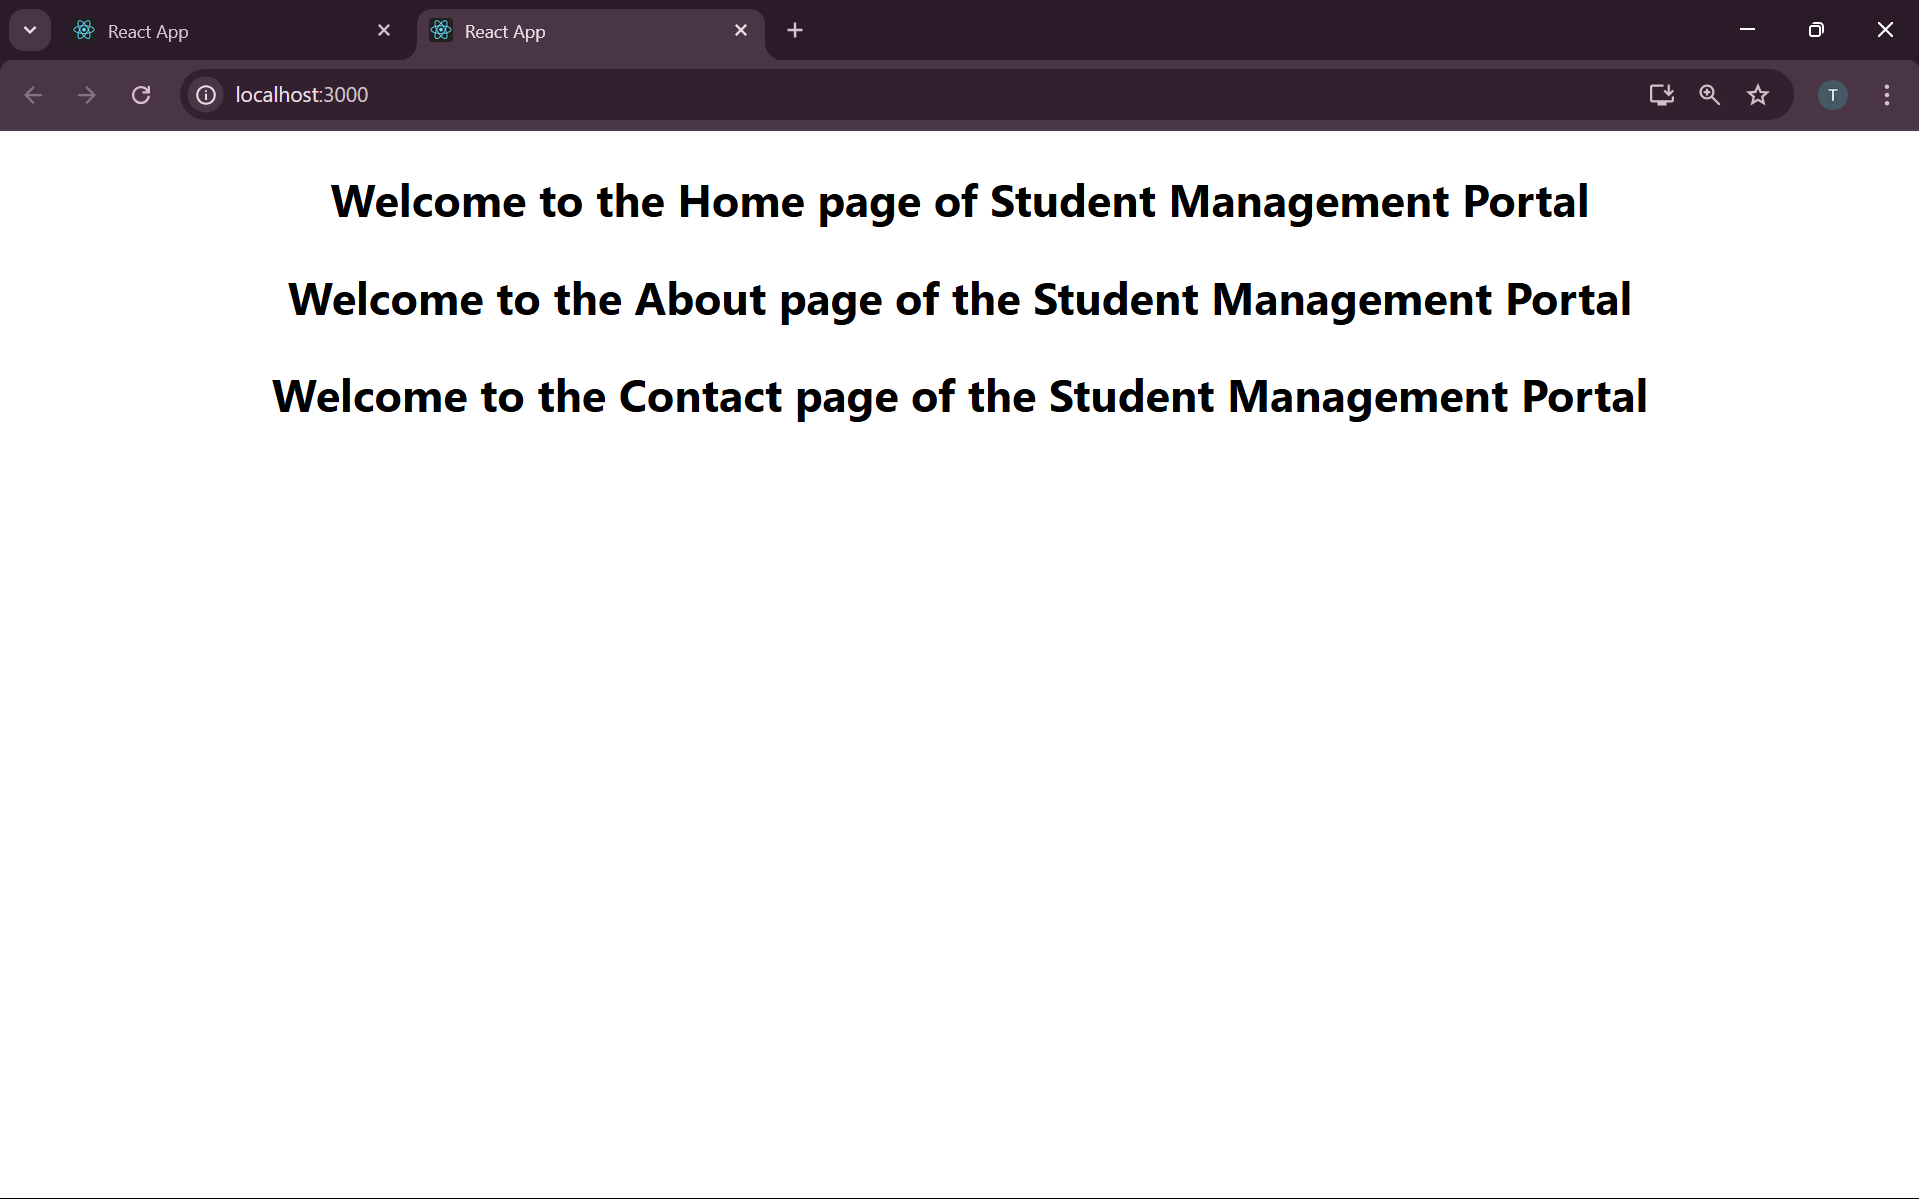 React App
React App
localhost:3000
T
Welcome to the Home page of Student Management Portal
Welcome to the About page of the Student Management Portal
Welcome to the Contact page of the Student Management Portal